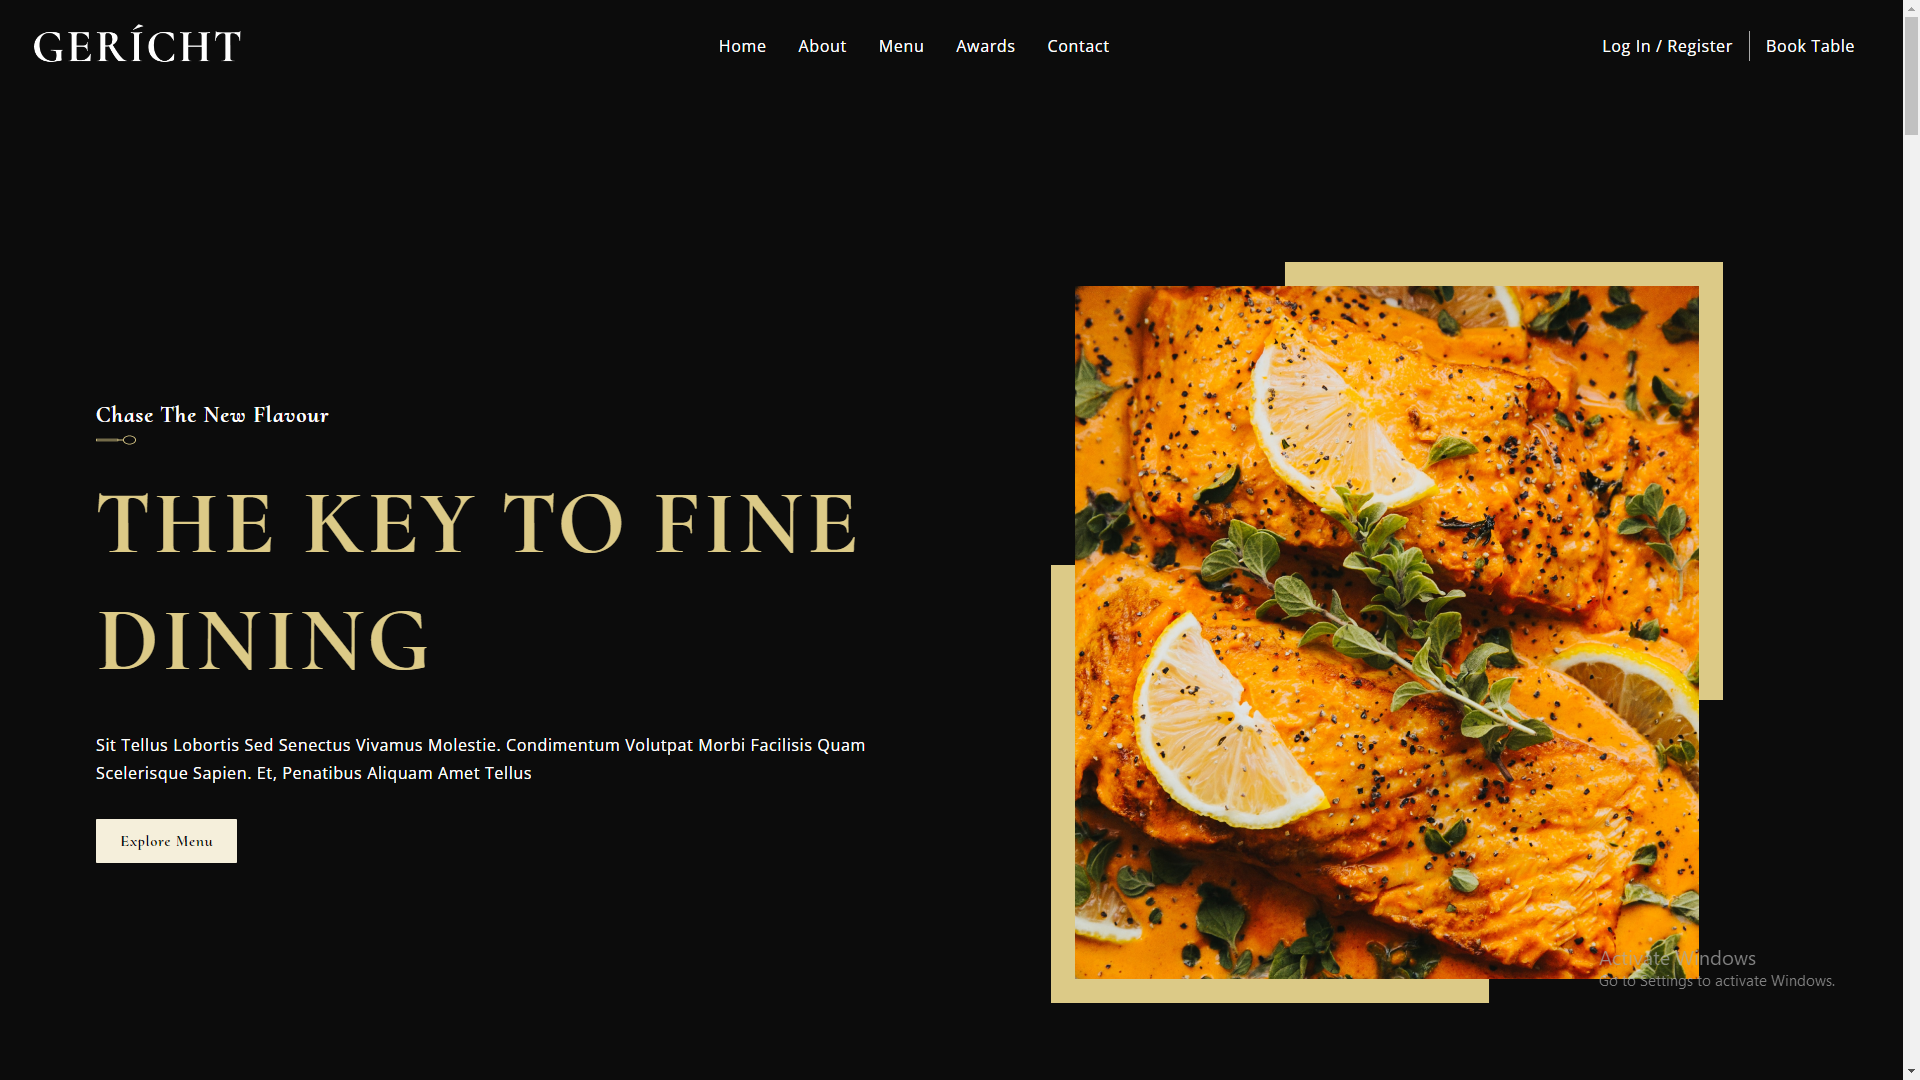 GERÍCHT
Home About Menu Awards Contact
Log In / Register Book Table
Chase The New Flavour
THE KEY TO FINE
DINING
Sit Tellus Lobortis Sed Senectus Vivamus Molestie. Condimentum Volutpat Morbi Facilisis Quam
Scelerisque Sapien. Et, Penatibus Aliquam Amet Tellus
Explore Menu
Activate Windows
Go to Settings to activate Windows.